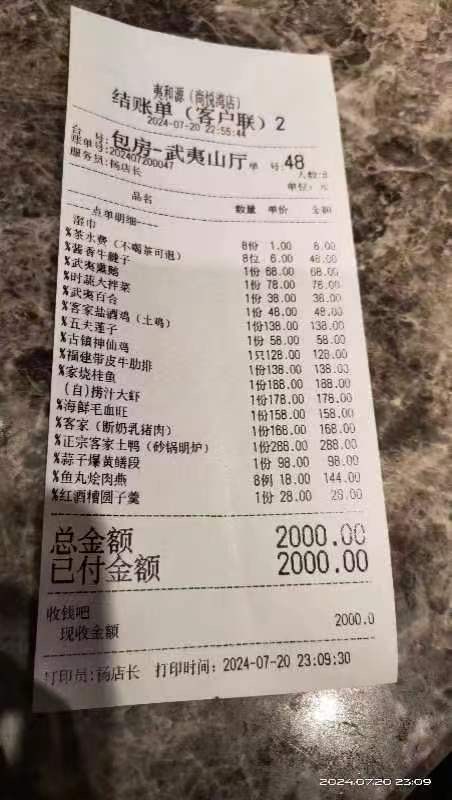 夷和源（尚悦湾店）
结账单（客户联）2
2024-07-20 22:55:44
台 号: 包房-武夷山厅 单 号:48
账单号:202407200047 人数:8
服务员:杨店长 单位: 元
品名 数量 单价 金额
点单明细——
湿巾 8份 1.00 8.00
%茶水费（不喝茶可退） 8位 6.00 48.00
%酱香牛腱子 1份 68.00 68.00
%武夷熏鹅 1份 78.00 78.00
%时蔬大拌菜 1份 38.00 38.00
%武夷百合 1份 48.00 48.00
%客家盐酒鸡（土鸡） 1份138.00 138.00
%五夫莲子 1份 58.00 58.00
%古镇神仙鸡 1只128.00 128.00
%福建带皮牛肋排 1份138.00 138.00
%家烧桂鱼 1份188.00 188.00
(自)捞汁大虾 1份178.00 178.00
%海鲜毛血旺 1份158.00 158.00
%客家（断奶乳猪肉） 1份168.00 168.00
%正宗客家土鸭（砂锅明炉） 1份288.00 288.00
%蒜子爆黄鳝段 1份 98.00 98.00
%鱼丸烩肉燕 8例 18.00 144.00
%红酒糟圆子羹 1份 28.00 28.00
总金额 2000.00
已付金额 2000.00
收钱吧
现收金额 2000.0
打印员:杨店长 打印时间: 2024-07-20 23:09:30
2024.07.20 23:09